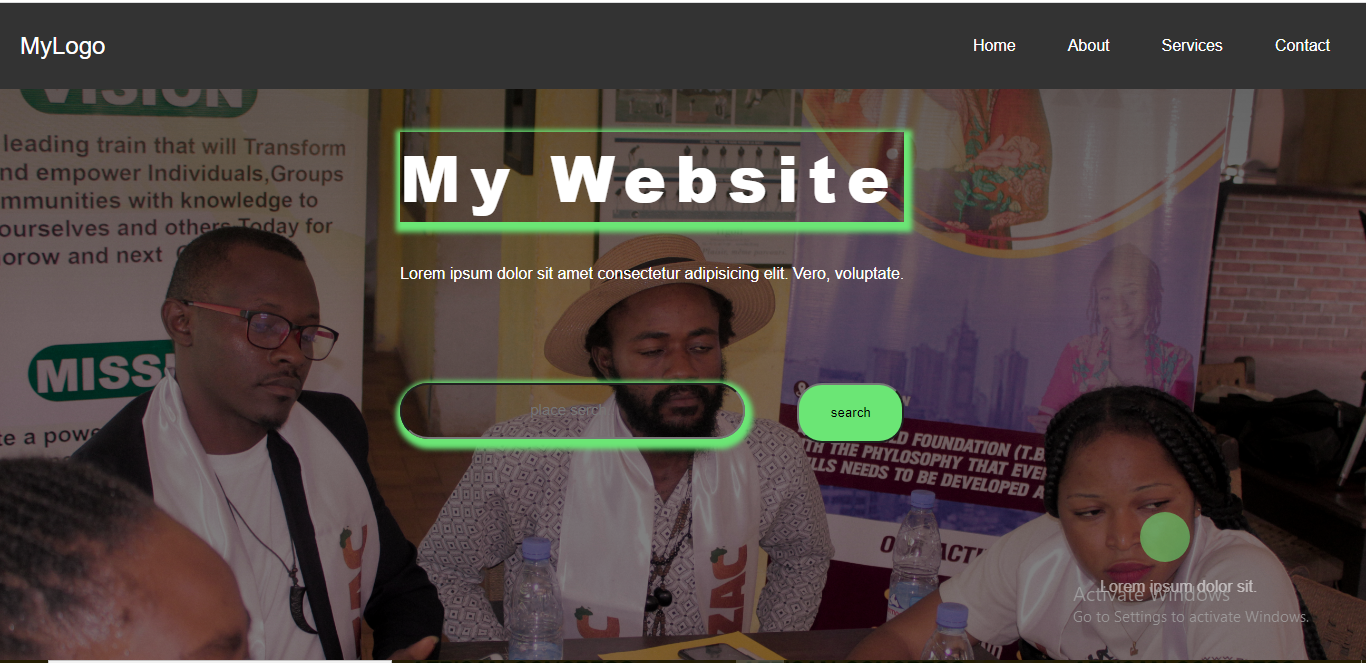 MyLogo
Home About Services Contact
VISION
leading train that will Transform
nd empower Individuals,Groups
mmunities with knowledge to
ourselves and others Today for
orow and next
My Website
Lorem ipsum dolor sit amet consectetur adipisicing elit. Vero, voluptate.
MISS
te a powe
place serch
search
D FOUNDATION (T.B.
TH THE PHYLOSOPHY THAT EVE
LLS NEEDS TO BE DEVELOPED A
ZAC
Lorem ipsum dolor sit.
Activate Windows
Go to Settings to activate Windows.